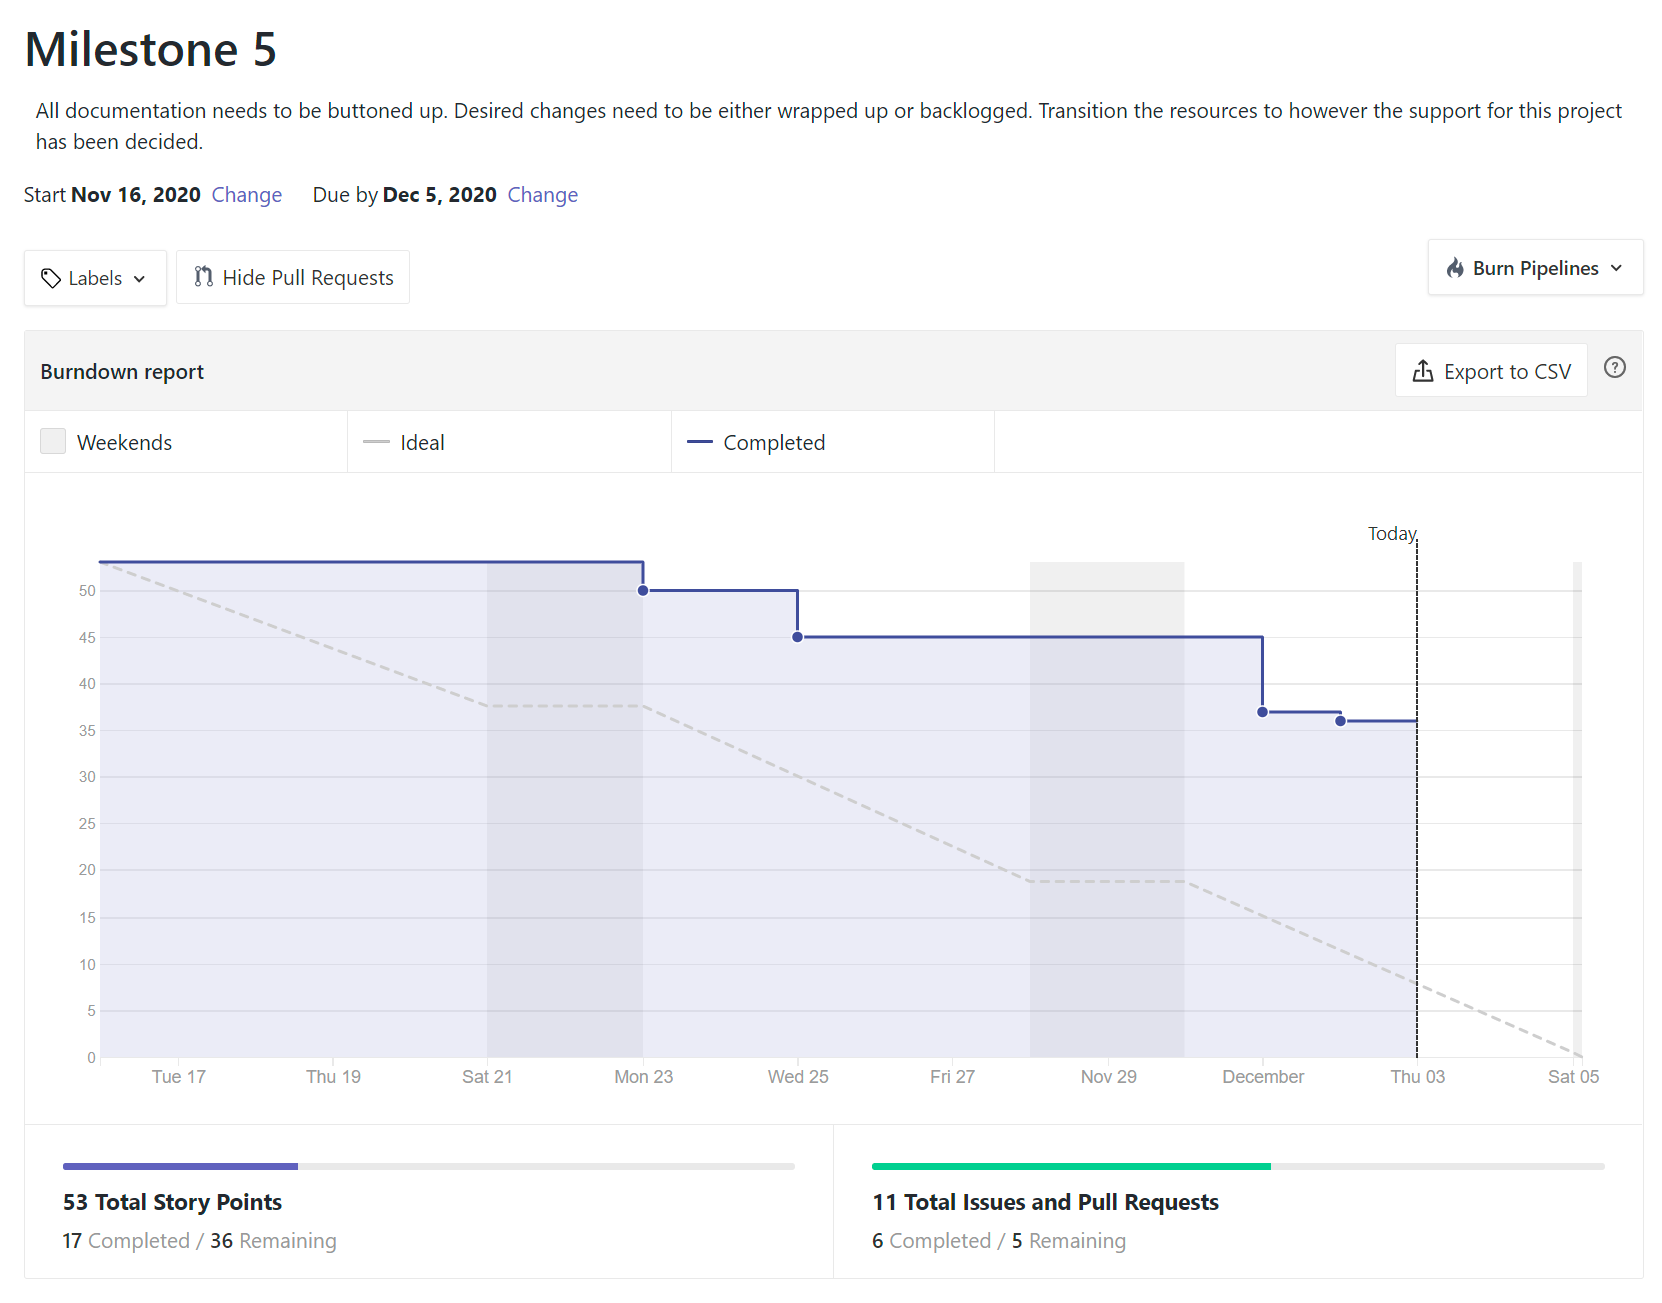 Milestone 5
All documentation needs to be buttoned up. Desired changes need to be either wrapped up or backlogged. Transition the resources to however the support for this project
has been decided.
Start Nov 16, 2020 Change Due by Dec 5, 2020 Change
Labels Hide Pull Requests Burn Pipelines
Burndown report Export to CSV ?
Weekends Ideal Completed
Today
50
45
40
35
30
25
20
15
10
5
0
Tue 17 Thu 19 Sat 21 Mon 23 Wed 25 Fri 27 Nov 29 December Thu 03 Sat 05
53 Total Story Points
17 Completed / 36 Remaining
11 Total Issues and Pull Requests
6 Completed / 5 Remaining